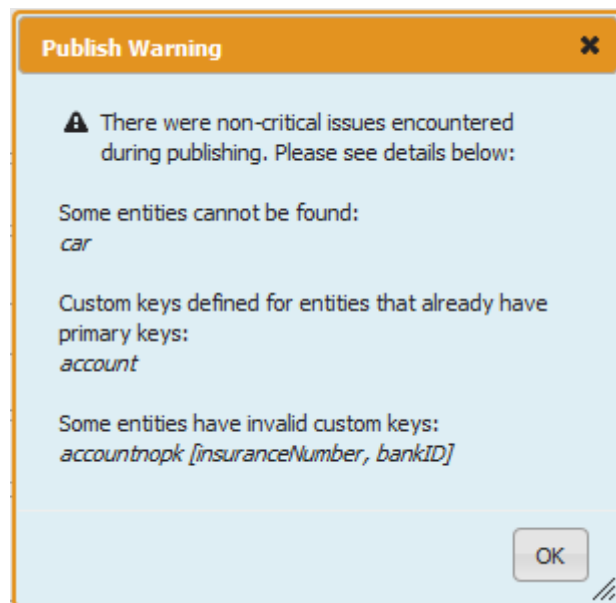 Publish Warning
There were non-critical issues encountered
during publishing. Please see details below:
Some entities cannot be found:
car
Custom keys defined for entities that already have
primary keys:
account
Some entities have invalid custom keys:
accountnopk [insuranceNumber, bankID]
OK